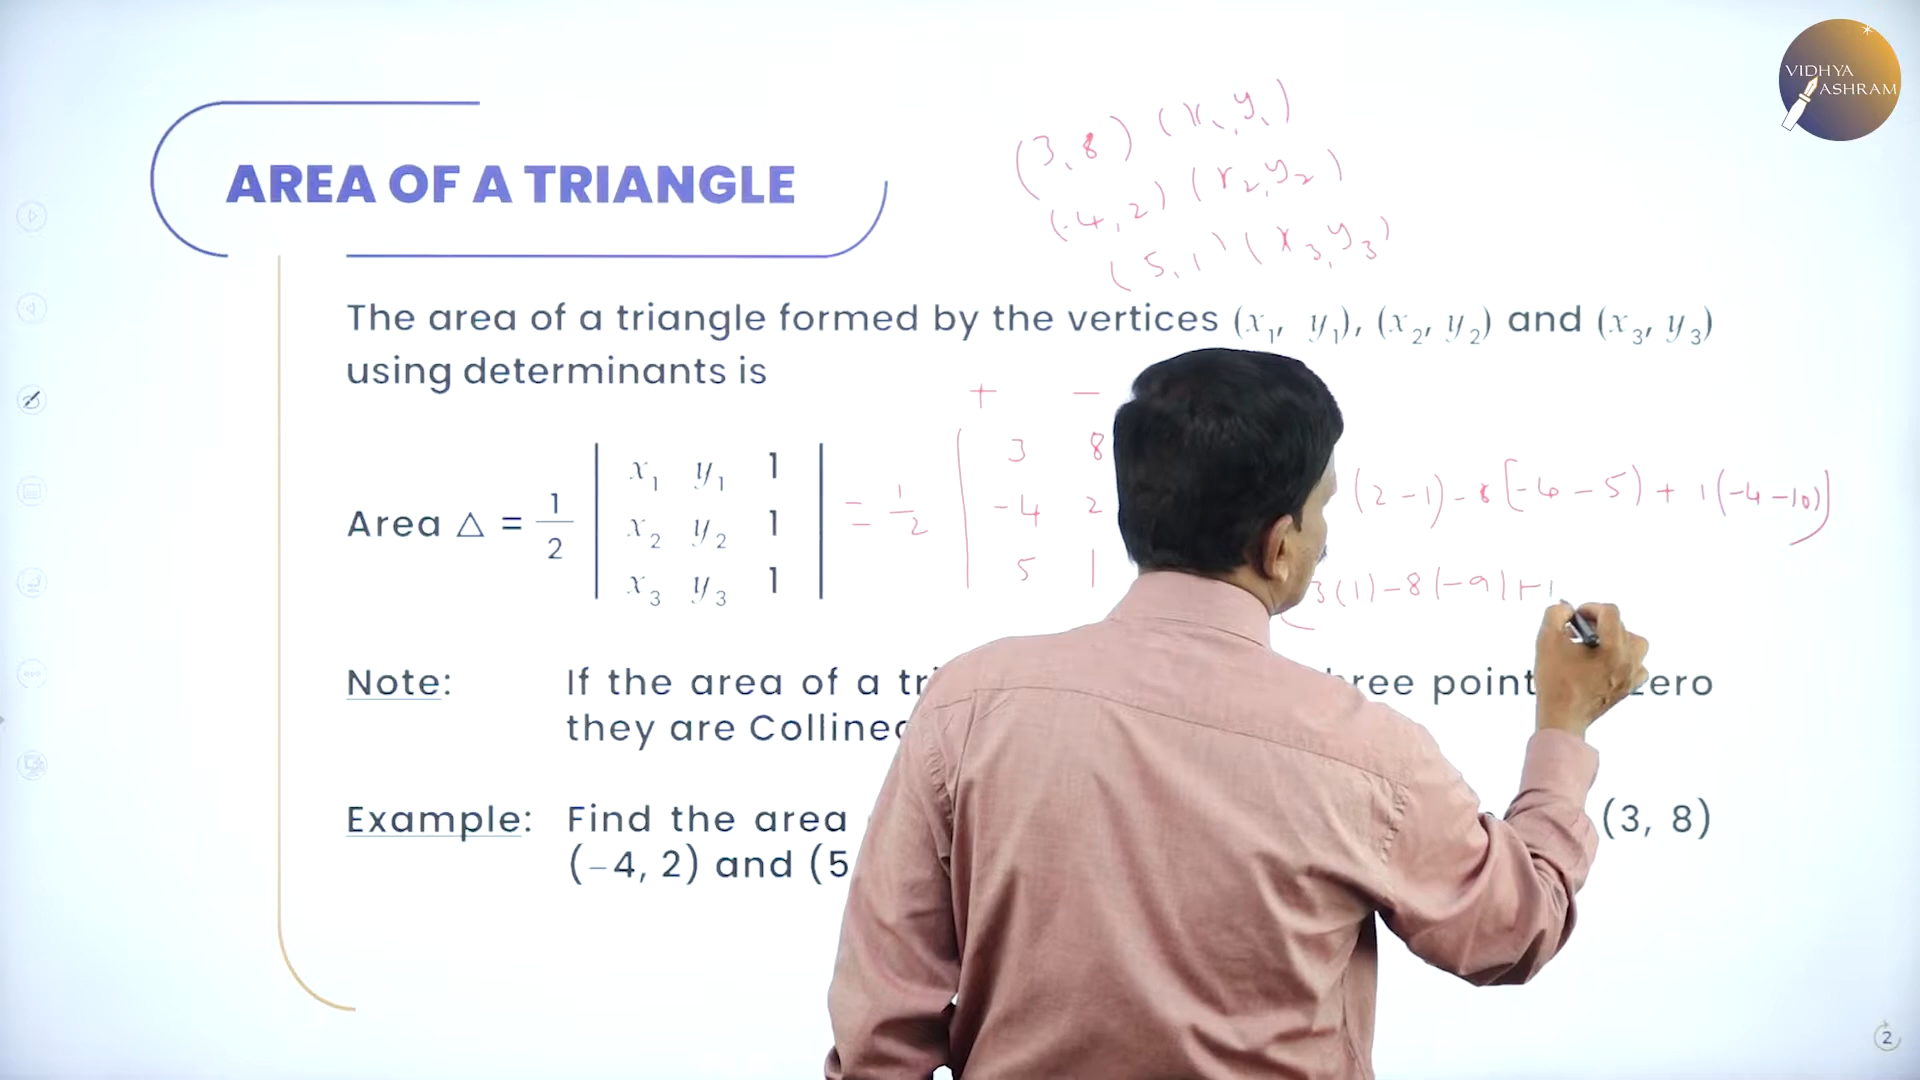 VIDHYA
ASHRAM
AREA OF A TRIANGLE
(3, 8) (x₁, y₁)
(-4, 2) (x₂, y₂)
(5, 1) (x₃, y₃)
The area of a triangle formed by the vertices (x₁, y₁), (x₂, y₂) and (x₃, y₃)
using determinants is
+ −
Area △ = 1/2 | x₁ y₁ 1 | = 1/2 | 3 8
x₂ y₂ 1 -4 2
x₃ y₃ 1 5 1
(2 - 1) - 8 [-4 - 5) + 1 (-4 - 10)]
3(1) - 8(-9) + 1
Note: If the area of a point zero
they are
Example: Find the area (3, 8)
(−4, 2) and (5
2